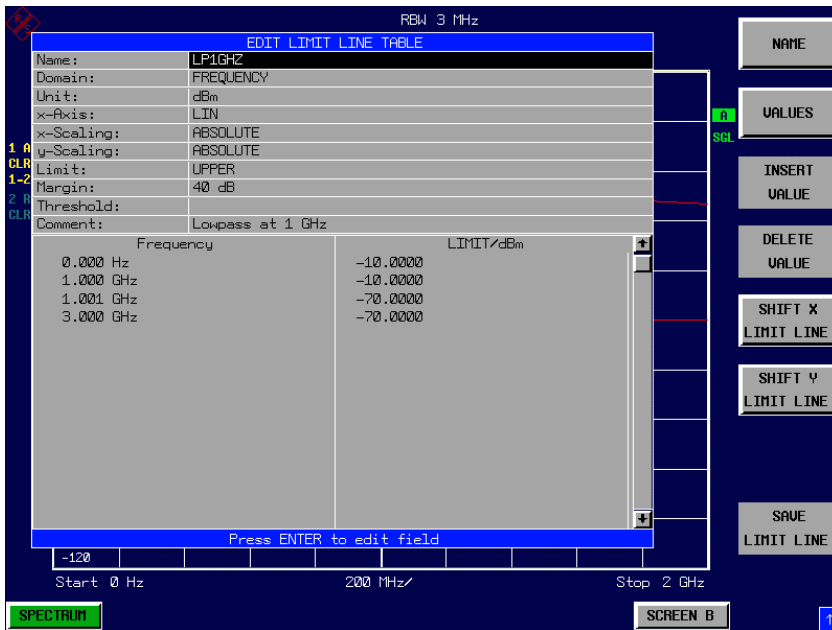 R S
RBW 3 MHz
EDIT LIMIT LINE TABLE
Name: LP1GHZ
Domain: FREQUENCY
Unit: dBm
x-Axis: LIN
x-Scaling: ABSOLUTE
y-Scaling: ABSOLUTE
Limit: UPPER
Margin: 40 dB
Threshold:
Comment: Lowpass at 1 GHz
Frequency LIMIT/dBm
0.000 Hz -10.0000
1.000 GHz -10.0000
1.001 GHz -70.0000
3.000 GHz -70.0000
Press ENTER to edit field
1 A
CLR
1-2
2 R
CLR
-120
Start 0 Hz 200 MHz/ Stop 2 GHz
SPECTRUM SCREEN B
A
SGL
NAME
VALUES
INSERT
VALUE
DELETE
VALUE
SHIFT X
LIMIT LINE
SHIFT Y
LIMIT LINE
SAVE
LIMIT LINE